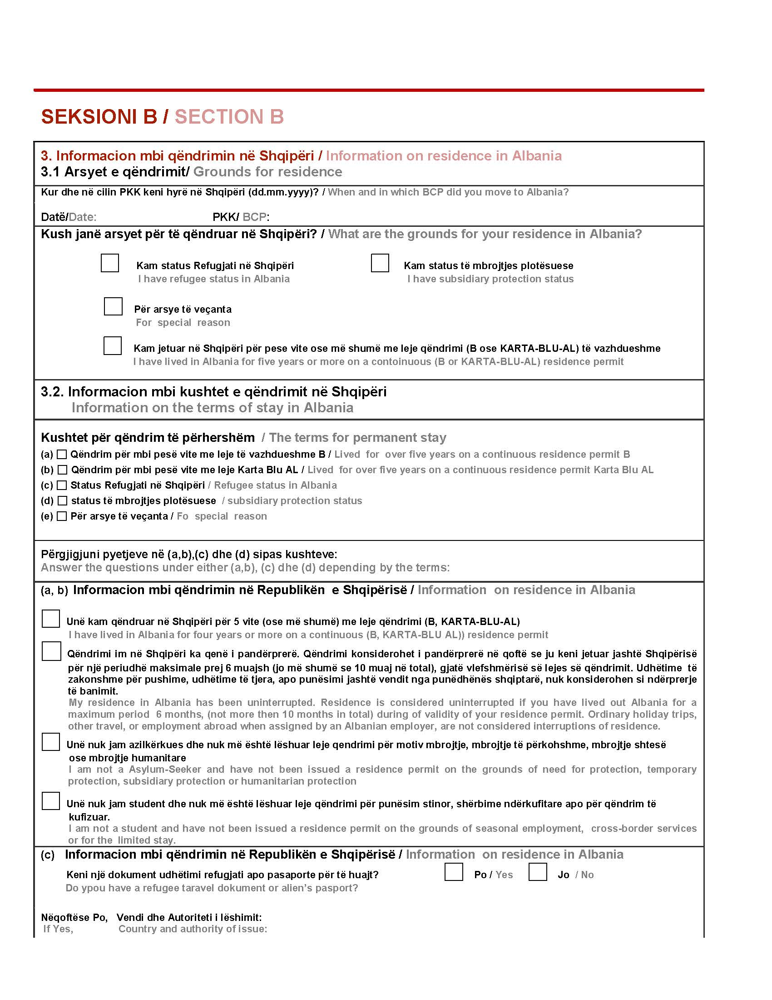 SEKSIONI B / SECTION B
3. Informacion mbi qëndrimin në Shqipëri / Information on residence in Albania
3.1 Arsyet e qëndrimit/ Grounds for residence
Kur dhe në cilin PKK keni hyrë në Shqipëri (dd.mm.yyyy)? / When and in which BCP did you move to Albania?
Datë/Date: PKK/ BCP:
Kush janë arsyet për të qëndruar në Shqipëri? / What are the grounds for your residence in Albania?
Kam status Refugjati në Shqipëri Kam status të mbrojtjes plotësuese
I have refugee status in Albania I have subsidiary protection status
Për arsye të veçanta
For special reason
Kam jetuar në Shqipëri për pese vite ose më shumë me leje qëndrimi (B ose KARTA-BLU-AL) të vazhdueshme
I have lived in Albania for five years or more on a contoinuous (B or KARTA-BLU-AL) residence permit
3.2. Informacion mbi kushtet e qëndrimit në Shqipëri
Information on the terms of stay in Albania
Kushtet për qëndrim të përhershëm / The terms for permanent stay
(a) Qëndrim për mbi pesë vite me leje të vazhdueshme B / Lived for over five years on a continuous residence permit B
(b) Qëndrim për mbi pesë vite me leje Karta Blu AL / Lived for over five years on a continuous residence permit Karta Blu AL
(c) Status Refugjati në Shqipëri / Refugee status in Albania
(d) status të mbrojtjes plotësuese / subsidiary protection status
(e) Për arsye të veçanta / Fo special reason
Përgjigjuni pyetjeve në (a,b),(c) dhe (d) sipas kushteve:
Answer the questions under either (a,b), (c) dhe (d) depending by the terms:
(a, b) Informacion mbi qëndrimin në Republikën e Shqipërisë / Information on residence in Albania
Unë kam qëndruar në Shqipëri për 5 vite (ose më shumë) me leje qëndrimi (B, KARTA-BLU-AL)
I have lived in Albania for four years or more on a continuous (B, KARTA-BLU AL)) residence permit
Qëndrimi im në Shqipëri ka qenë i pandërprerë. Qëndrimi konsiderohet i pandërprerë në qoftë se ju keni jetuar jashtë Shqipërisë
për një periudhë maksimale prej 6 muajsh (jo më shumë se 10 muaj në total), gjatë vlefshmërisë së lejes së qëndrimit. Udhëtime të
zakonshme për pushime, udhëtime të tjera, apo punësimi jashtë vendit nga punëdhënës shqiptarë, nuk konsiderohen si ndërprerje
të banimit.
My residence in Albania has been uninterrupted. Residence is considered uninterrupted if you have lived out Albania for a
maximum period 6 months, (not more then 10 months in total) during of validity of your residence permit. Ordinary holiday trips,
other travel, or employment abroad when assigned by an Albanian employer, are not considered interruptions of residence.
Unë nuk jam azilkërkues dhe nuk më është lëshuar leje qendrimi për motiv mbrojtje, mbrojtje të përkohshme, mbrojtje shtesë
ose mbrojtje humanitare
I am not a Asylum-Seeker and have not been issued a residence permit on the grounds of need for protection, temporary
protection, subsidiary protection or humanitarian protection
Unë nuk jam student dhe nuk më është lëshuar leje qëndrimi për punësim stinor, shërbime ndërkufitare apo për qëndrim të
kufizuar.
I am not a student and have not been issued a residence permit on the grounds of seasonal employment, cross-border services
or for the limited stay.
(c) Informacion mbi qëndrimin në Republikën e Shqipërisë / Information on residence in Albania
Keni një dokument udhëtimi refugjati apo pasaporte për të huajt? Po / Yes Jo / No
Do ypou have a refugee taravel dokument or alien's pasport?
Nëqoftëse Po, Vendi dhe Autoriteti i lëshimit:
If Yes, Country and authority of issue: